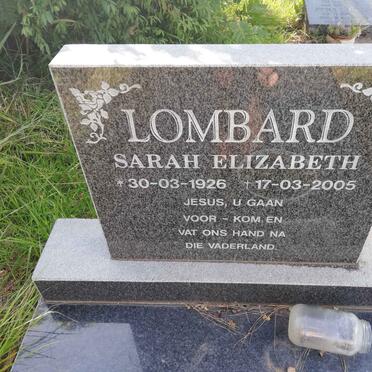 LOMBARD
SARAH ELIZABETH
*30-03-1926 †17-03-2005
JESUS, U GAAN
VOOR - KOM EN
VAT ONS HAND NA
DIE VADERLAND.